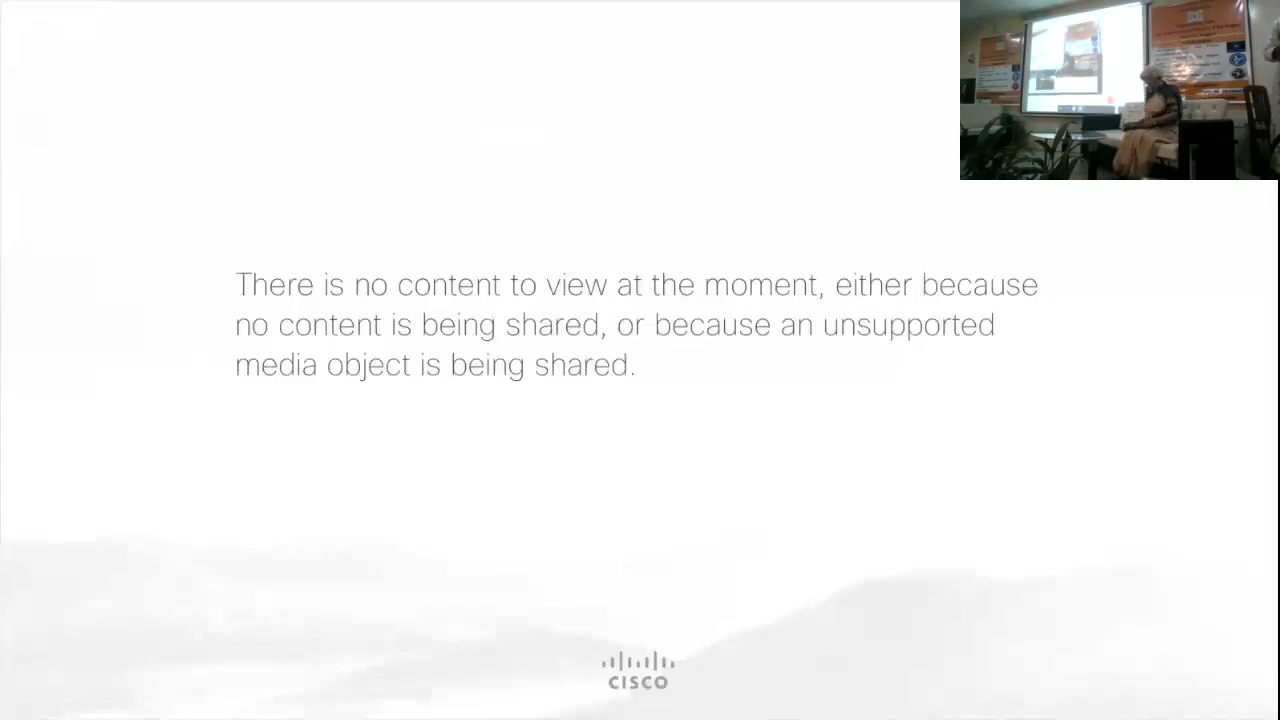 There is no content to view at the moment, either because
no content is being shared, or because an unsupported
media object is being shared.
CISCO